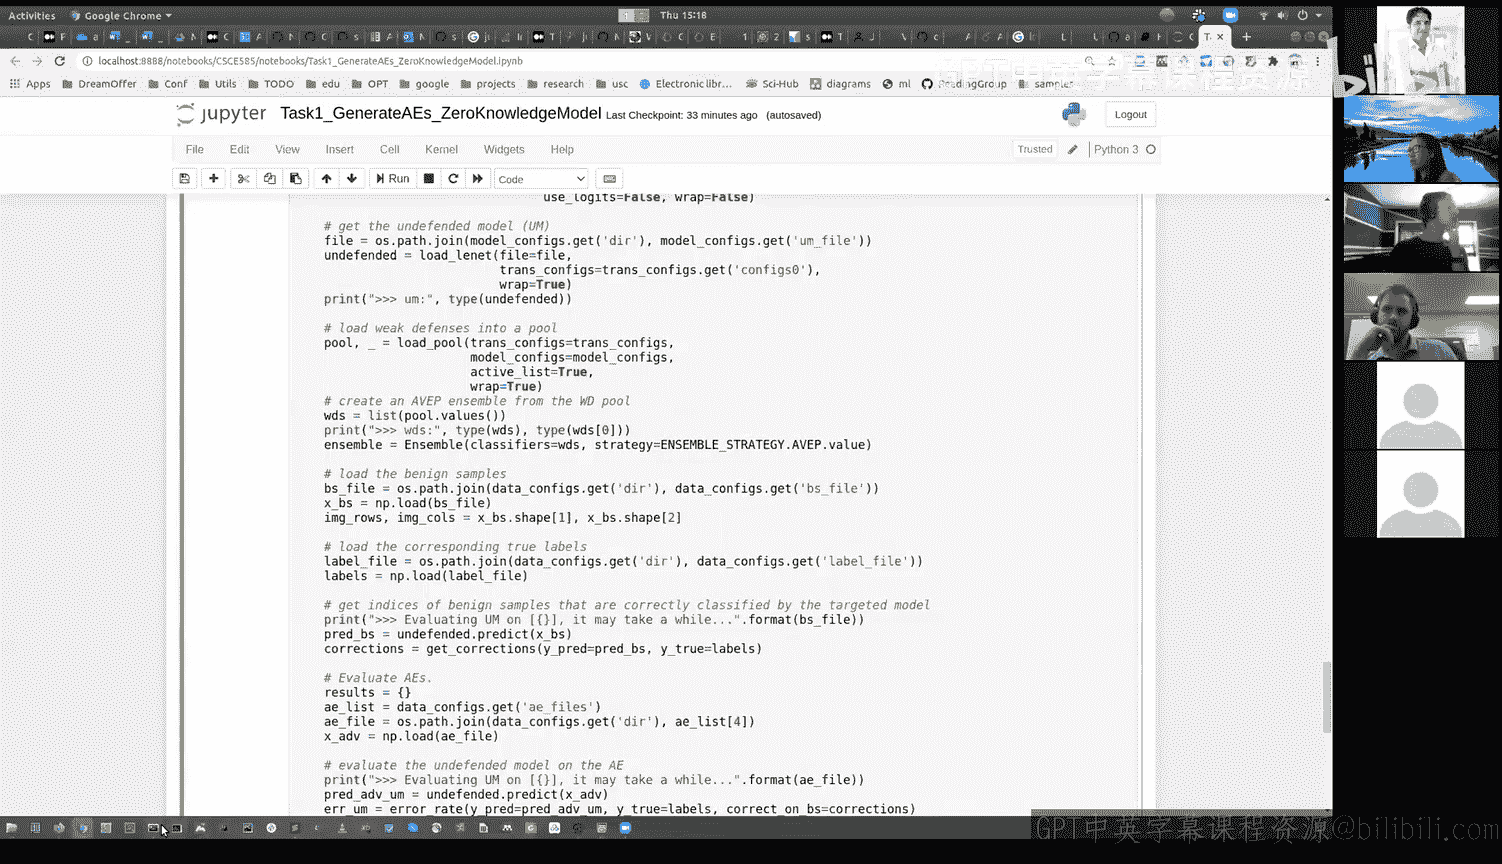 Activities Google Chrome Thu 15:18
localhost:8888/notebooks/CSCE585/notebooks/Task1_GenerateAEs_ZeroKnowledgeModel.ipynb
Apps DreamOffer Conf Utils TODO edu OPT google projects research usc Electronic libr... Sci-Hub diagrams ml ReadingGroup samples
jupyter Task1_GenerateAEs_ZeroKnowledgeModel Last Checkpoint: 33 minutes ago (autosaved) Logout
File Edit View Insert Cell Kernel Widgets Help Trusted Python 3
Run Code
use_logits=False, wrap=False)
# get the undefended model (UM)
file = os.path.join(model_configs.get('dir'), model_configs.get('um_file'))
undefended = load_lenet(file=file,
trans_configs=trans_configs.get('configs0'),
wrap=True)
print(">>> um:", type(undefended))
# load weak defenses into a pool
pool, _ = load_pool(trans_configs=trans_configs,
model_configs=model_configs,
active_list=True,
wrap=True)
# create an AVEP ensemble from the WD pool
wds = list(pool.values())
print(">>> wds:", type(wds), type(wds[0]))
ensemble = Ensemble(classifiers=wds, strategy=ENSEMBLE_STRATEGY.AVEP.value)
# load the benign samples
bs_file = os.path.join(data_configs.get('dir'), data_configs.get('bs_file'))
x_bs = np.load(bs_file)
img_rows, img_cols = x_bs.shape[1], x_bs.shape[2]
# load the corresponding true labels
label_file = os.path.join(data_configs.get('dir'), data_configs.get('label_file'))
labels = np.load(label_file)
# get indices of benign samples that are correctly classified by the targeted model
print(">>> Evaluating UM on [{}], it may take a while...".format(bs_file))
pred_bs = undefended.predict(x_bs)
corrections = get_corrections(y_pred=pred_bs, y_true=labels)
# Evaluate AEs.
results = {}
ae_list = data_configs.get('ae_files')
ae_file = os.path.join(data_configs.get('dir'), ae_list[4])
x_adv = np.load(ae_file)
# evaluate the undefended model on the AE
print(">>> Evaluating UM on [{}], it may take a while...".format(ae_file))
pred_adv_um = undefended.predict(x_adv)
err_um = error_rate(y_pred=pred_adv_um, y_true=labels, correct_on_bs=corrections)
GPT中英字幕课程资源@bilibili.com